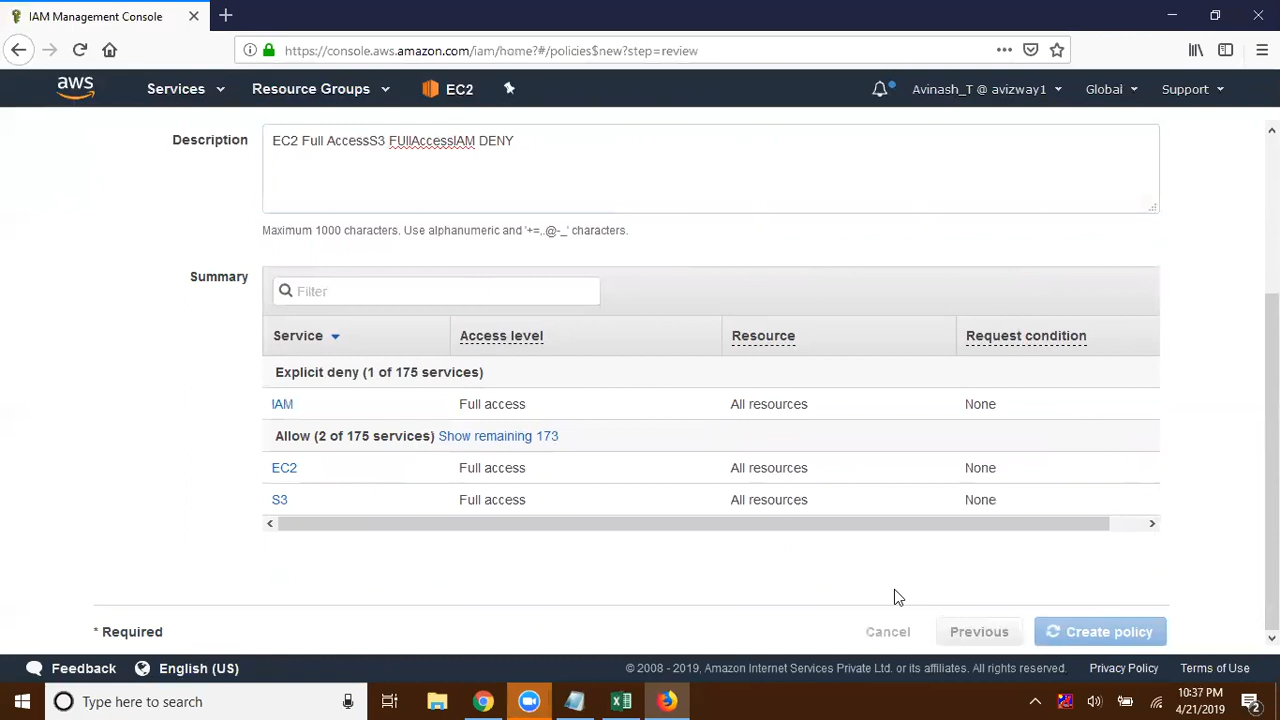 IAM Management Console
https://console.aws.amazon.com/iam/home?#/policies$new?step=review
aws
Services
Resource Groups
EC2
Avinash_T @ avizway1
Global
Support
Description
EC2 Full AccessS3 FUllAccessIAM DENY
Maximum 1000 characters. Use alphanumeric and '+=,.@-_' characters.
Summary
Filter
Service
Access level
Resource
Request condition
Explicit deny (1 of 175 services)
IAM
Full access
All resources
None
Allow (2 of 175 services) Show remaining 173
EC2
Full access
All resources
None
S3
Full access
All resources
None
* Required
Cancel
Previous
Create policy
Feedback
English (US)
© 2008 - 2019, Amazon Internet Services Private Ltd. or its affiliates. All rights reserved.
Privacy Policy
Terms of Use
Type here to search
10:37 PM
4/21/2019
2